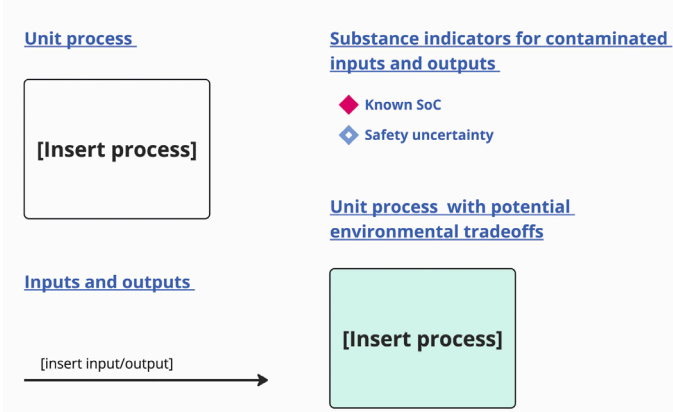 Unit process
[Insert process]
Inputs and outputs
[insert input/output]
Substance indicators for contaminated
inputs and outputs
Known SoC
Safety uncertainty
Unit process with potential
environmental tradeoffs
[Insert process]